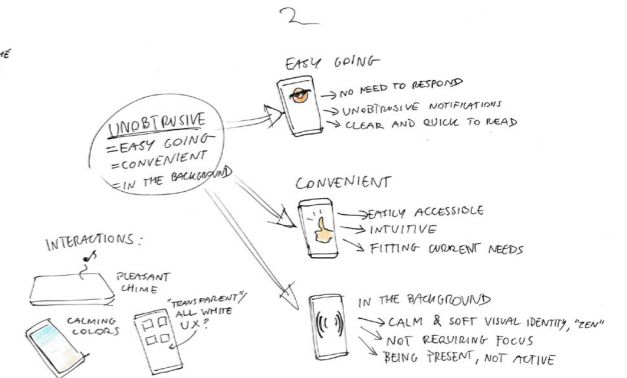 2
EASY GOING
NO NEED TO RESPOND
UNOBTRUSIVE NOTIFICATIONS
CLEAR AND QUICK TO READ
UNOBTRUSIVE
=EASY GOING
=CONVENIENT
=IN THE BACKGROUND
CONVENIENT
EASILY ACCESSIBLE
INTUITIVE
FITTING CURRENT NEEDS
INTERACTIONS:
PLEASANT
CHIME
CALMING
COLORS
"TRANSPARENT"/
ALL WHITE
UX?
IN THE BACKGROUND
CALM & SOFT VISUAL IDENTITY, "ZEN"
NOT REQUIRING FOCUS
BEING PRESENT, NOT ACTIVE